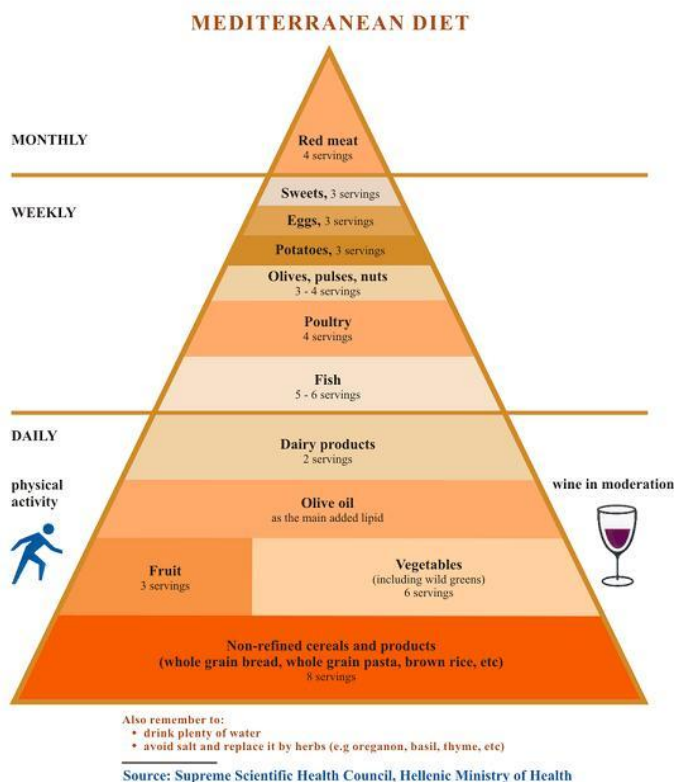 MEDITERRANEAN DIET
MONTHLY
Red meat
4 servings
WEEKLY
Sweets, 3 servings
Eggs, 3 servings
Potatoes, 3 servings
Olives, pulses, nuts
3 - 4 servings
Poultry
4 servings
Fish
5 - 6 servings
DAILY
Dairy products
2 servings
physical
activity
wine in moderation
Olive oil
as the main added lipid
Fruit
3 servings
Vegetables
(including wild greens)
6 servings
Non-refined cereals and products
(whole grain bread, whole grain pasta, brown rice, etc)
8 servings
Also remember to:
• drink plenty of water
• avoid salt and replace it by herbs (e.g oreganon, basil, thyme, etc)
Source: Supreme Scientific Health Council, Hellenic Ministry of Health